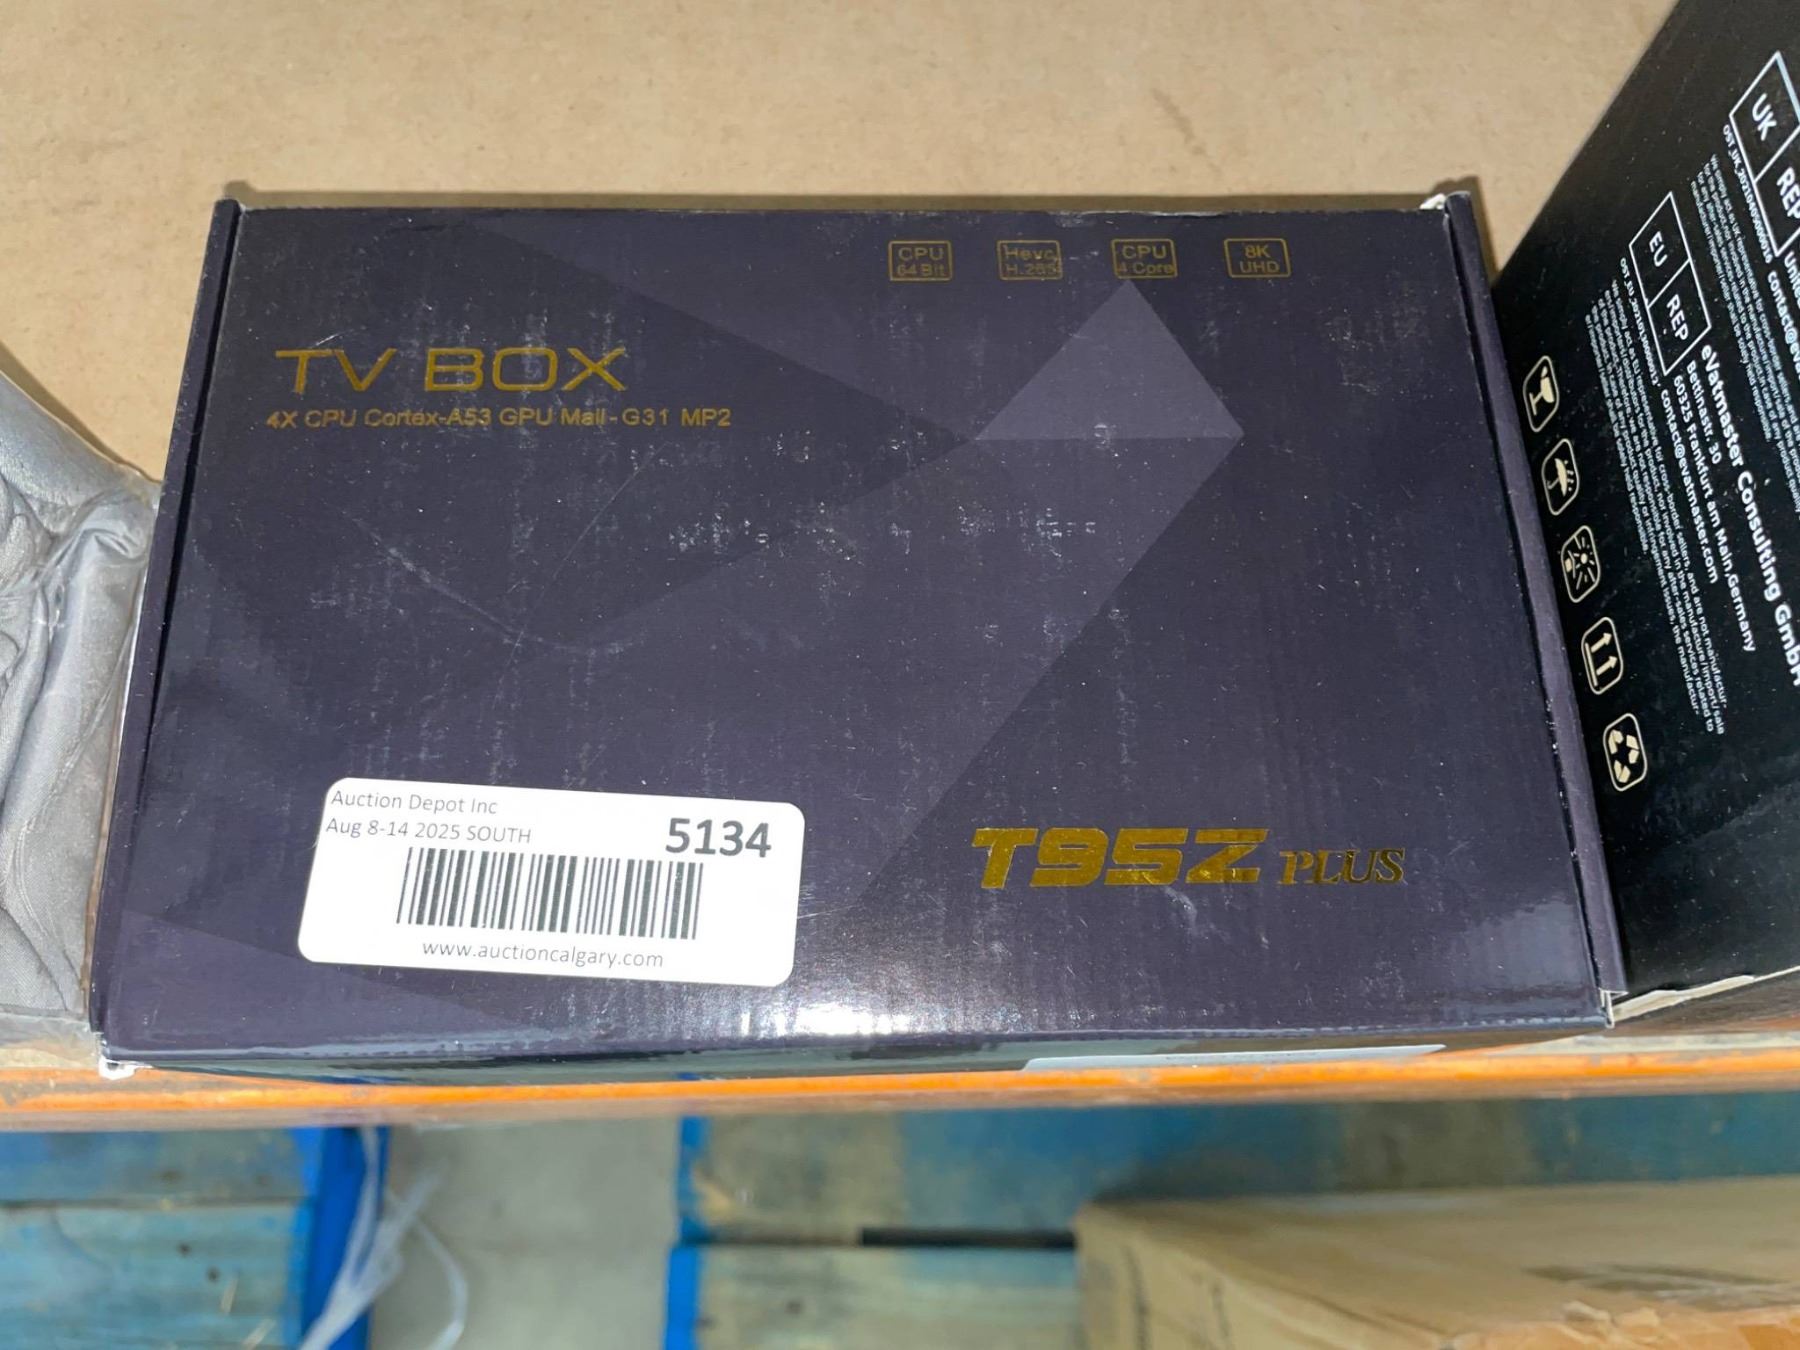 CPU
64 Bit
Hevc
H.265
CPU
4 Core
8K
UHD
TV BOX
4X CPU Cortex-A53 GPU Mali-G31 MP2
Auction Depot Inc
Aug 8-14 2025 SOUTH
5134
www.auctioncalgary.com
T95Z PLUS
UK
REP
EU
REP
eVatmaster Consulting GmbH
Bettinastr. 30
60325 Frankfurt am Main,Germany
contact@evatmaster.com